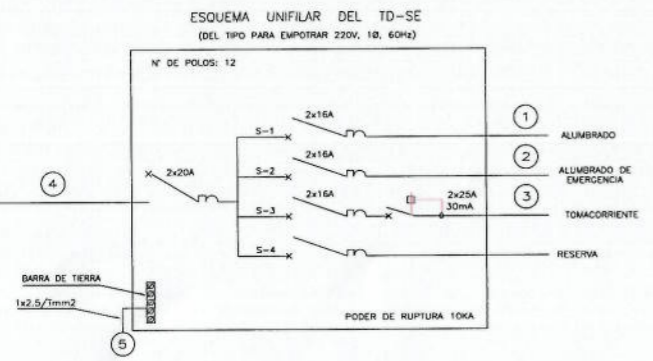 ESQUEMA UNIFILAR DEL TD-SE
(DEL TIPO PARA EMPOTRAR 220V, 1Ø, 60Hz)
N° DE POLOS: 12
2x16A
1
S-1
ALUMBRADO
2x16A
2
S-2
ALUMBRADO DE
EMERGENCIA
4
2x20A
2x16A
2x25A
30mA
3
S-3
TOMACORRIENTE
S-4
RESERVA
BARRA DE TIERRA
1x2.5/Tmm2
PODER DE RUPTURA 10KA
5